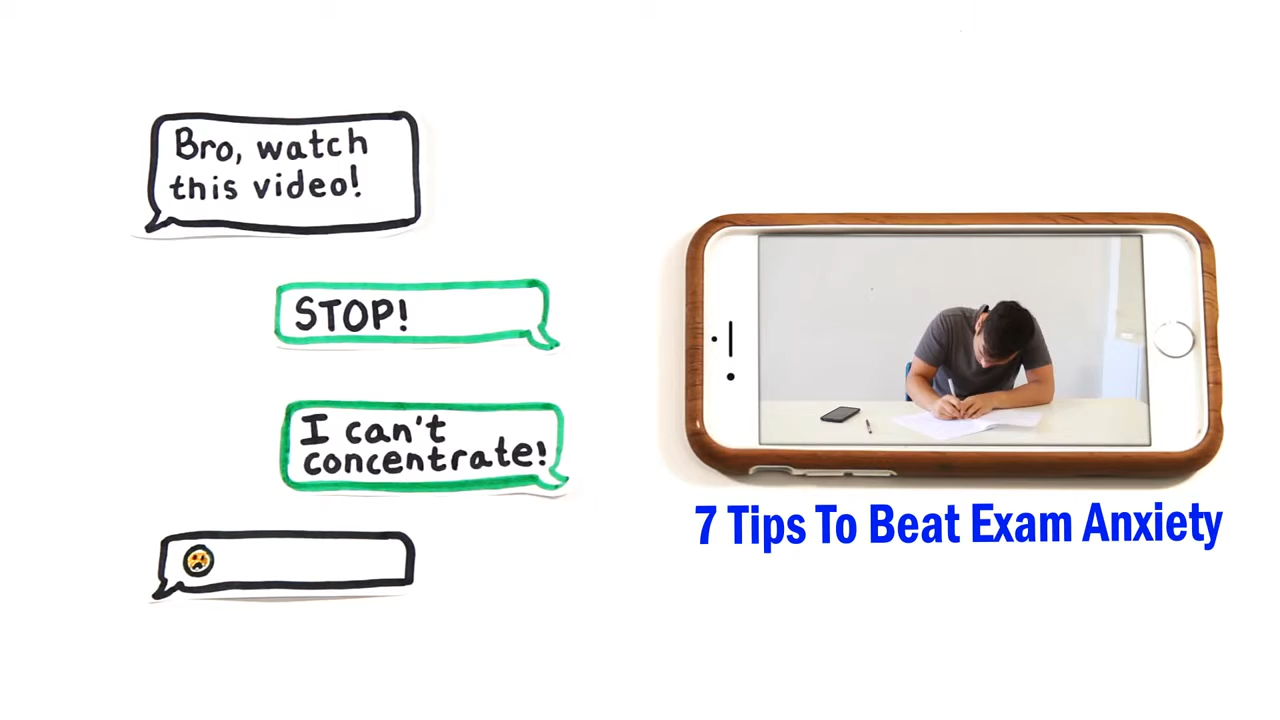 Bro, watch
this video!
STOP!
I can't
concentrate!
7 Tips To Beat Exam Anxiety